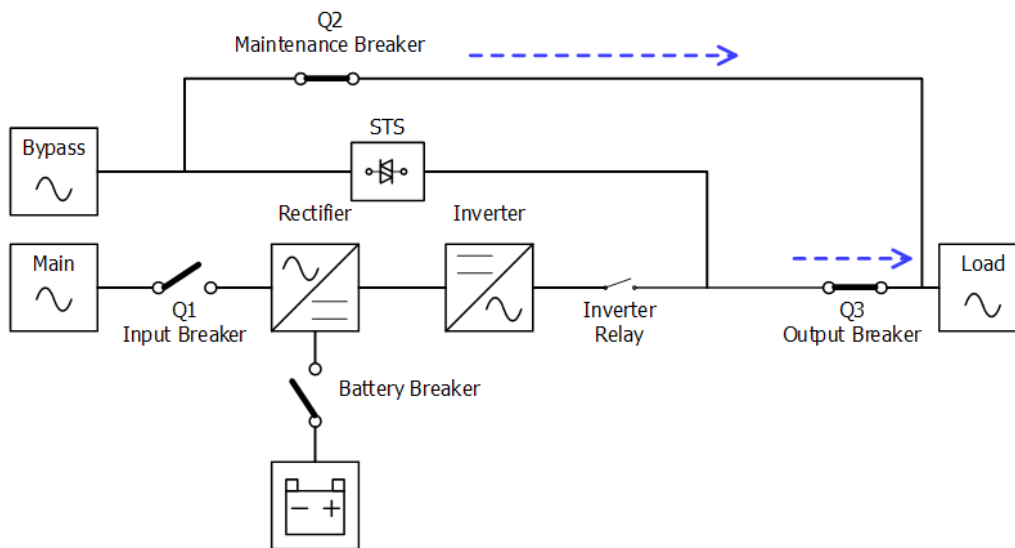 Q2
Maintenance Breaker
STS
Bypass
Rectifier
Inverter
Main
Load
Q1
Input Breaker
Inverter
Relay
Q3
Output Breaker
Battery Breaker